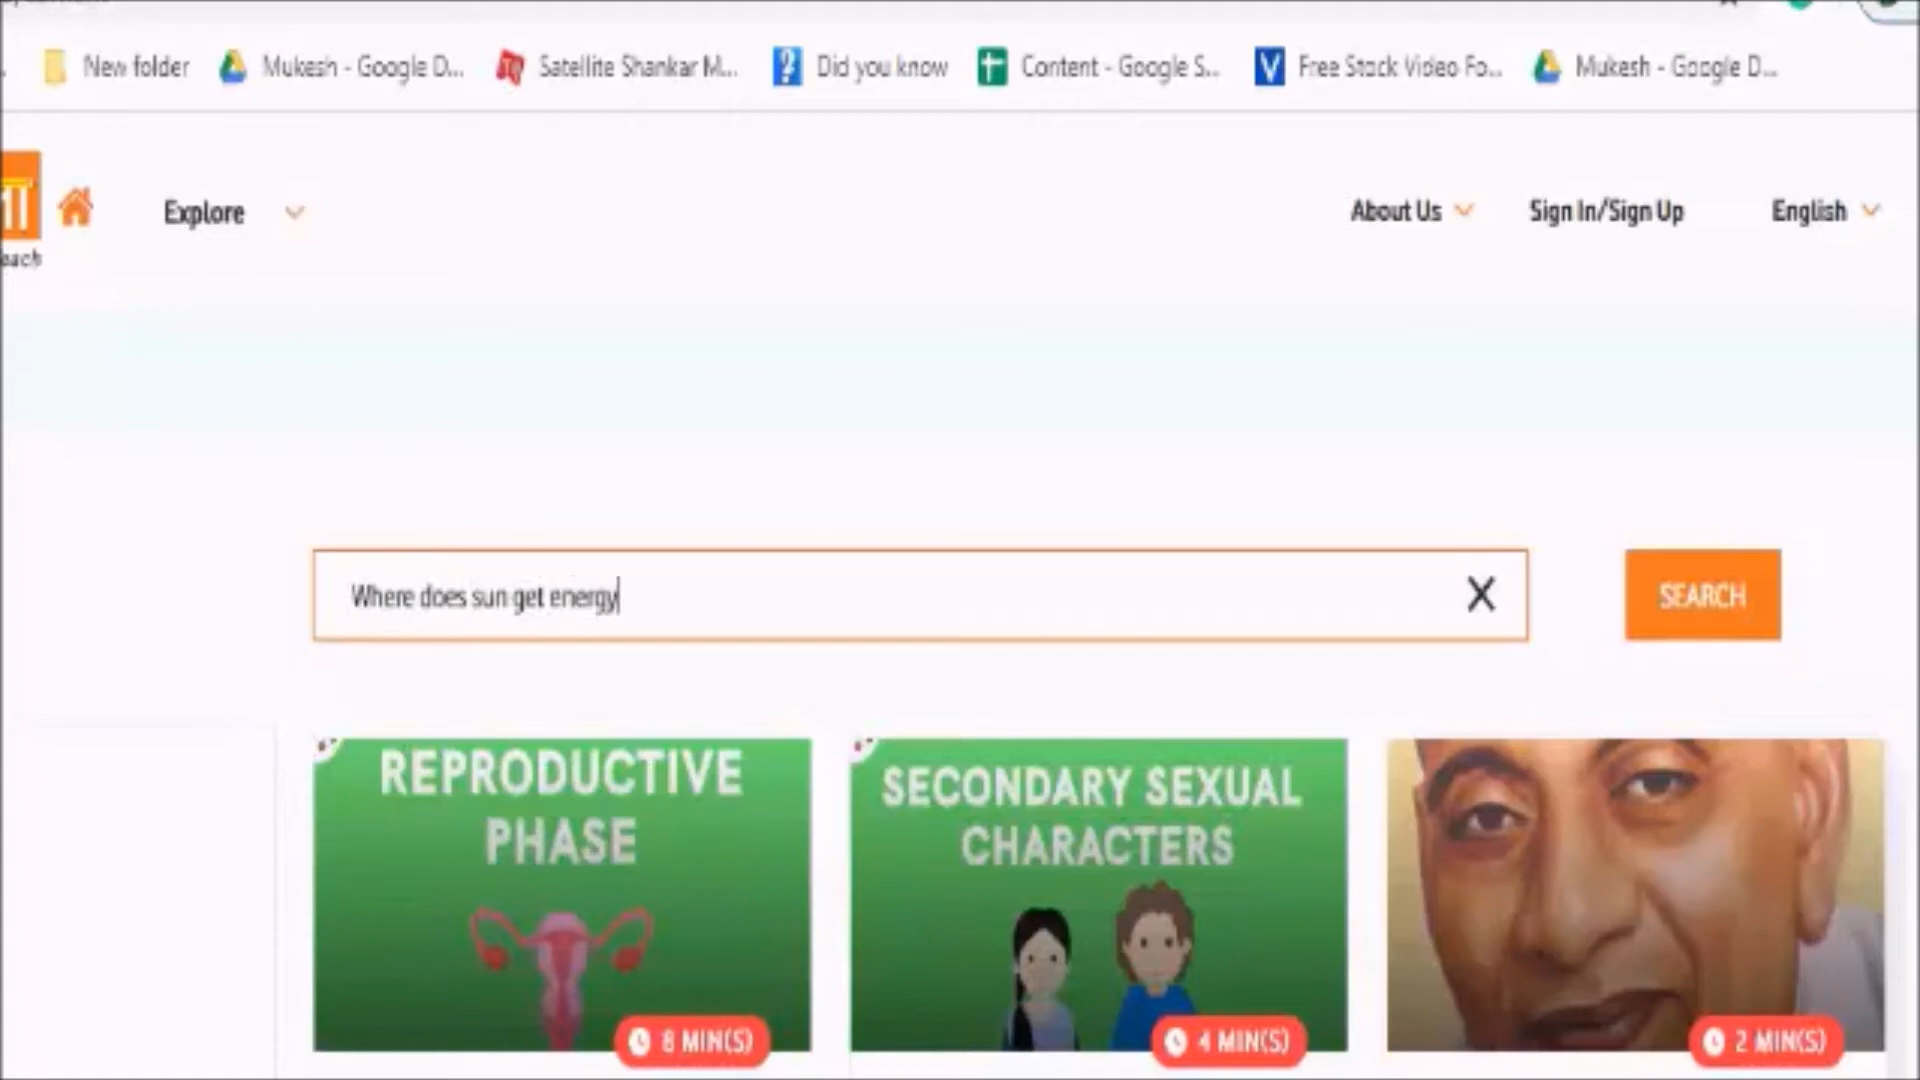 New folder
Mukesh - Google D...
Satellite Shankar M...
Did you know
Content - Google S...
Free Stock Video Fo...
Mukesh - Google D...
Explore
About Us
Sign In/Sign Up
English
each
Where does sun get energy
X
SEARCH
REPRODUCTIVE
PHASE
8 MIN(S)
SECONDARY SEXUAL
CHARACTERS
4 MIN(S)
2 MIN(S)